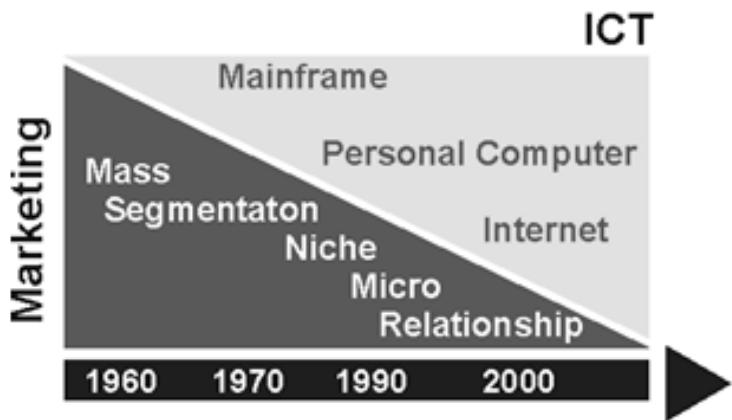 ICT
Mainframe
Personal Computer
Internet
Marketing
Mass
Segmentaton
Niche
Micro
Relationship
1960 1970 1990 2000